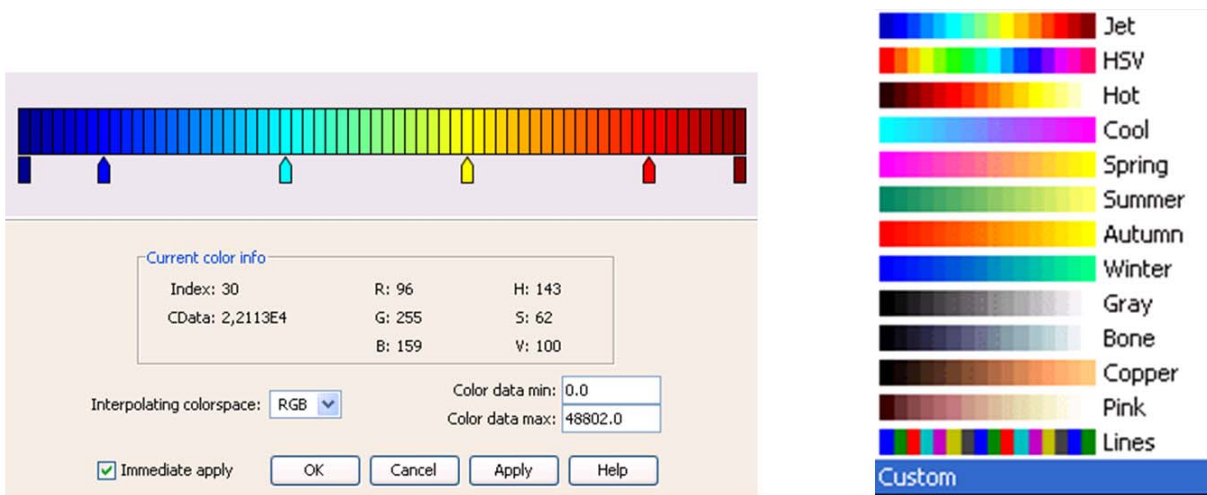 Current color info
Index: 30 R: 96 H: 143
CData: 2,2113E4 G: 255 S: 62
B: 159 V: 100
Interpolating colorspace: RGB
Color data min: 0.0
Color data max: 48802.0
Immediate apply OK Cancel Apply Help
Jet
HSV
Hot
Cool
Spring
Summer
Autumn
Winter
Gray
Bone
Copper
Pink
Lines
Custom